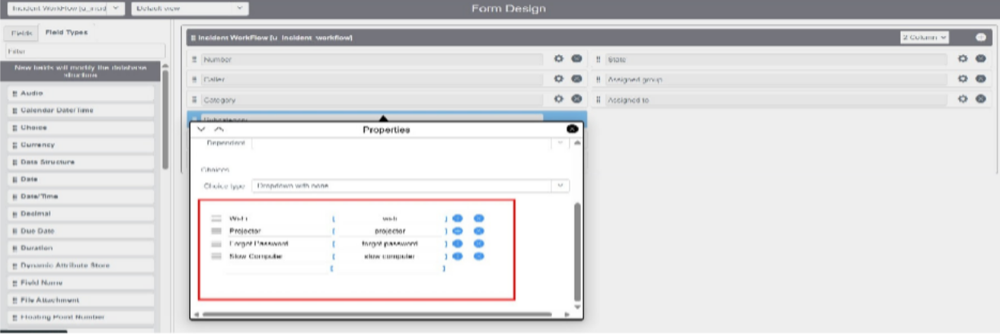 Incident WorkFlow [u_incid
Default view
Form Design
Fields
Field Types
Filter
New fields will modify the database
structure
Audio
Calendar Date/Time
Choice
Currency
Data Structure
Date
Date/Time
Decimal
Due Date
Duration
Dynamic Attribute Store
Field Name
File Attachment
Floating Point Number
Incident WorkFlow [u_incident_workflow]
2 Column
Number
State
Caller
Assigned group
Category
Assigned to
Subcategory
Properties
Dependent
Choices
Choice type
Dropdown with none
Projector [ projector ]
Forgot Password [ forgot password ]
Slow Computer [ slow computer ]
[ ]